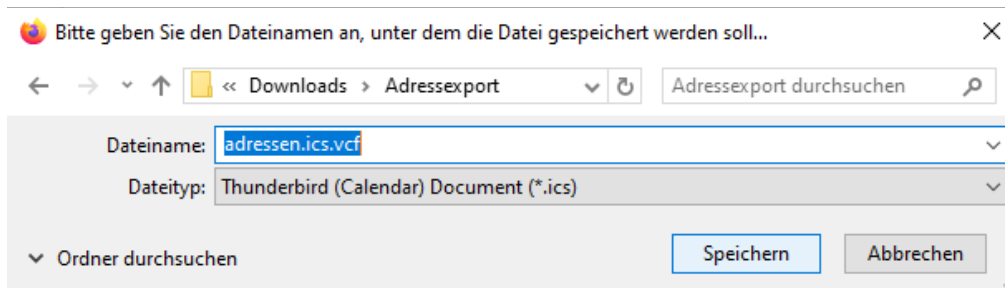 Bitte geben Sie den Dateinamen an, unter dem die Datei gespeichert werden soll...
« Downloads › Adressexport
Adressexport durchsuchen
Dateiname: adressen.ics.vcf
Dateityp: Thunderbird (Calendar) Document (*.ics)
Ordner durchsuchen
Speichern
Abbrechen